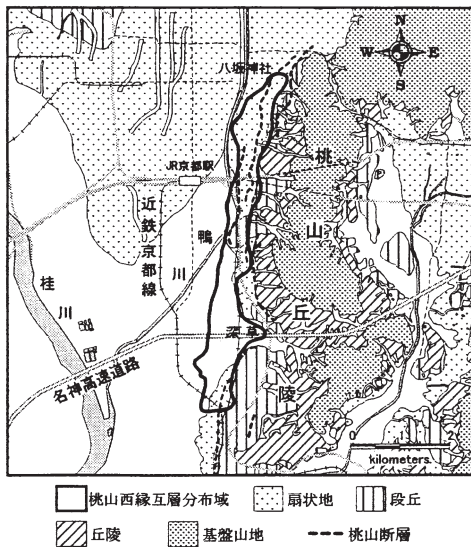 N
W E
S
八坂神社
JR京都駅
桃
山
丘
陵
近鉄京都線
鴨
川
桂
川
深草
名神高速道路
0 1 2
kilometers
桃山西縁互層分布域
扇状地
段丘
丘陵
基盤山地
桃山断層